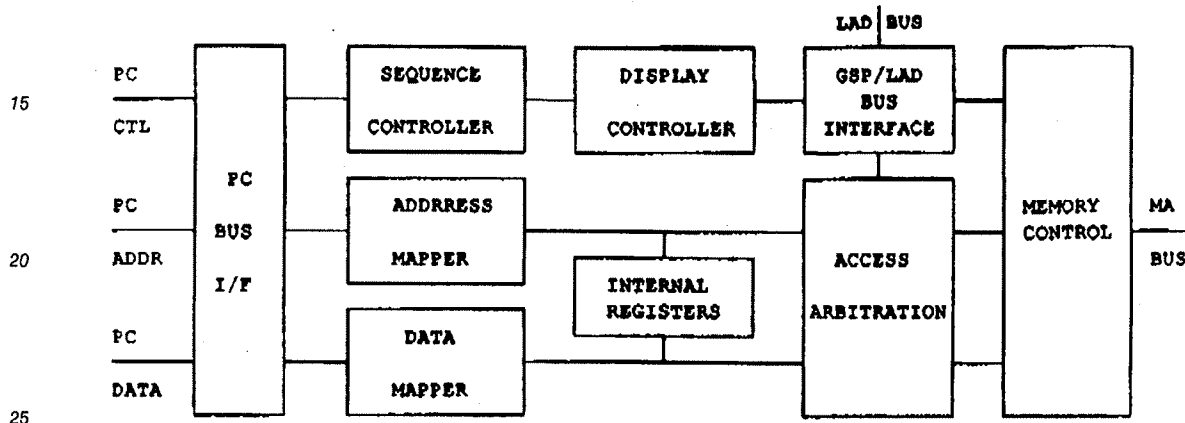 LAD BUS
PC
SEQUENCE
DISPLAY
GSP/LAD
15
BUS
CTL
CONTROLLER
CONTROLLER
INTERFACE
PC
PC
ADDRRESS
MEMORY
MA
BUS
CONTROL
20
ADDR
MAPPER
INTERNAL
REGISTERS
ACCESS
BUS
I/F
ARBITRATION
PC
DATA
DATA
MAPPER
25